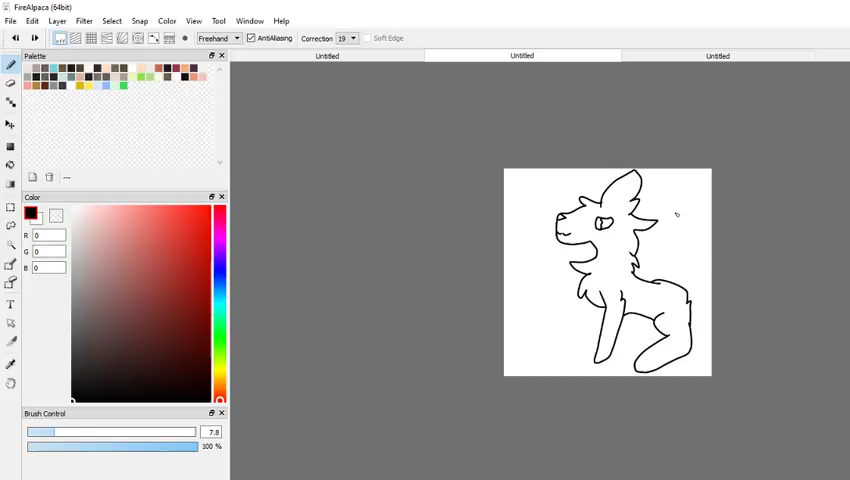 FireAlpaca (64bit)
File Edit Layer Filter Select Snap Color View Tool Window Help
off Freehand AntiAliasing Correction 19 Soft Edge
Palette Untitled Untitled Untitled
---
Color
R 0
G 0
B 0
Brush Control
7.8
100 %